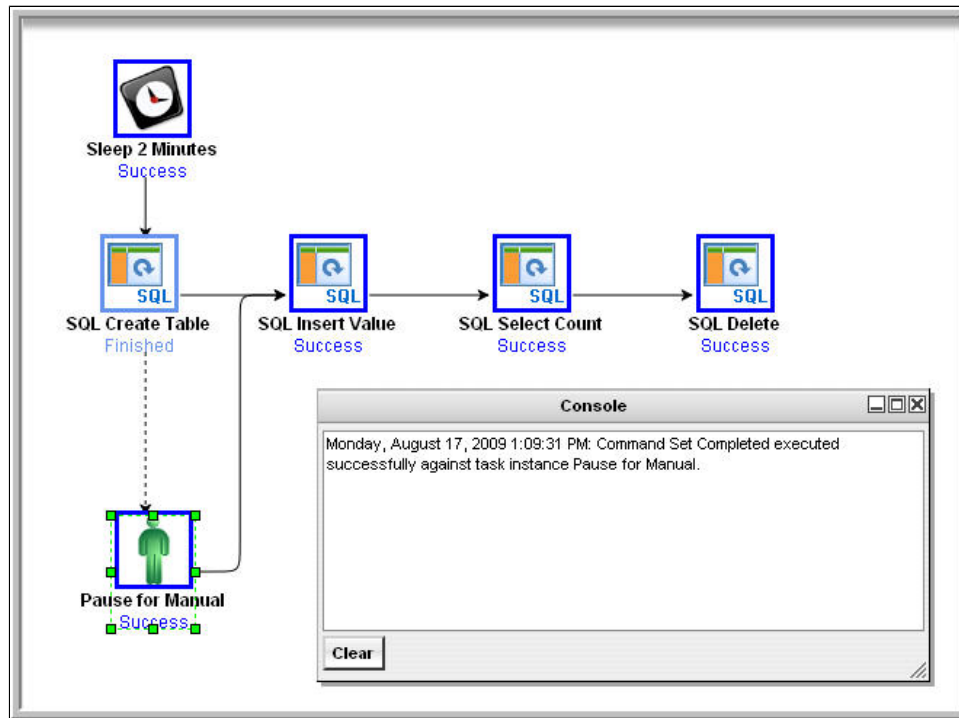 Sleep 2 Minutes
Success
SQL
SQL
SQL
SQL
SQL Create Table
SQL Insert Value
SQL Select Count
SQL Delete
Finished
Success
Success
Success
Console
Monday, August 17, 2009 1:09:31 PM: Command Set Completed executed
successfully against task instance Pause for Manual.
Pause for Manual
Success
Clear